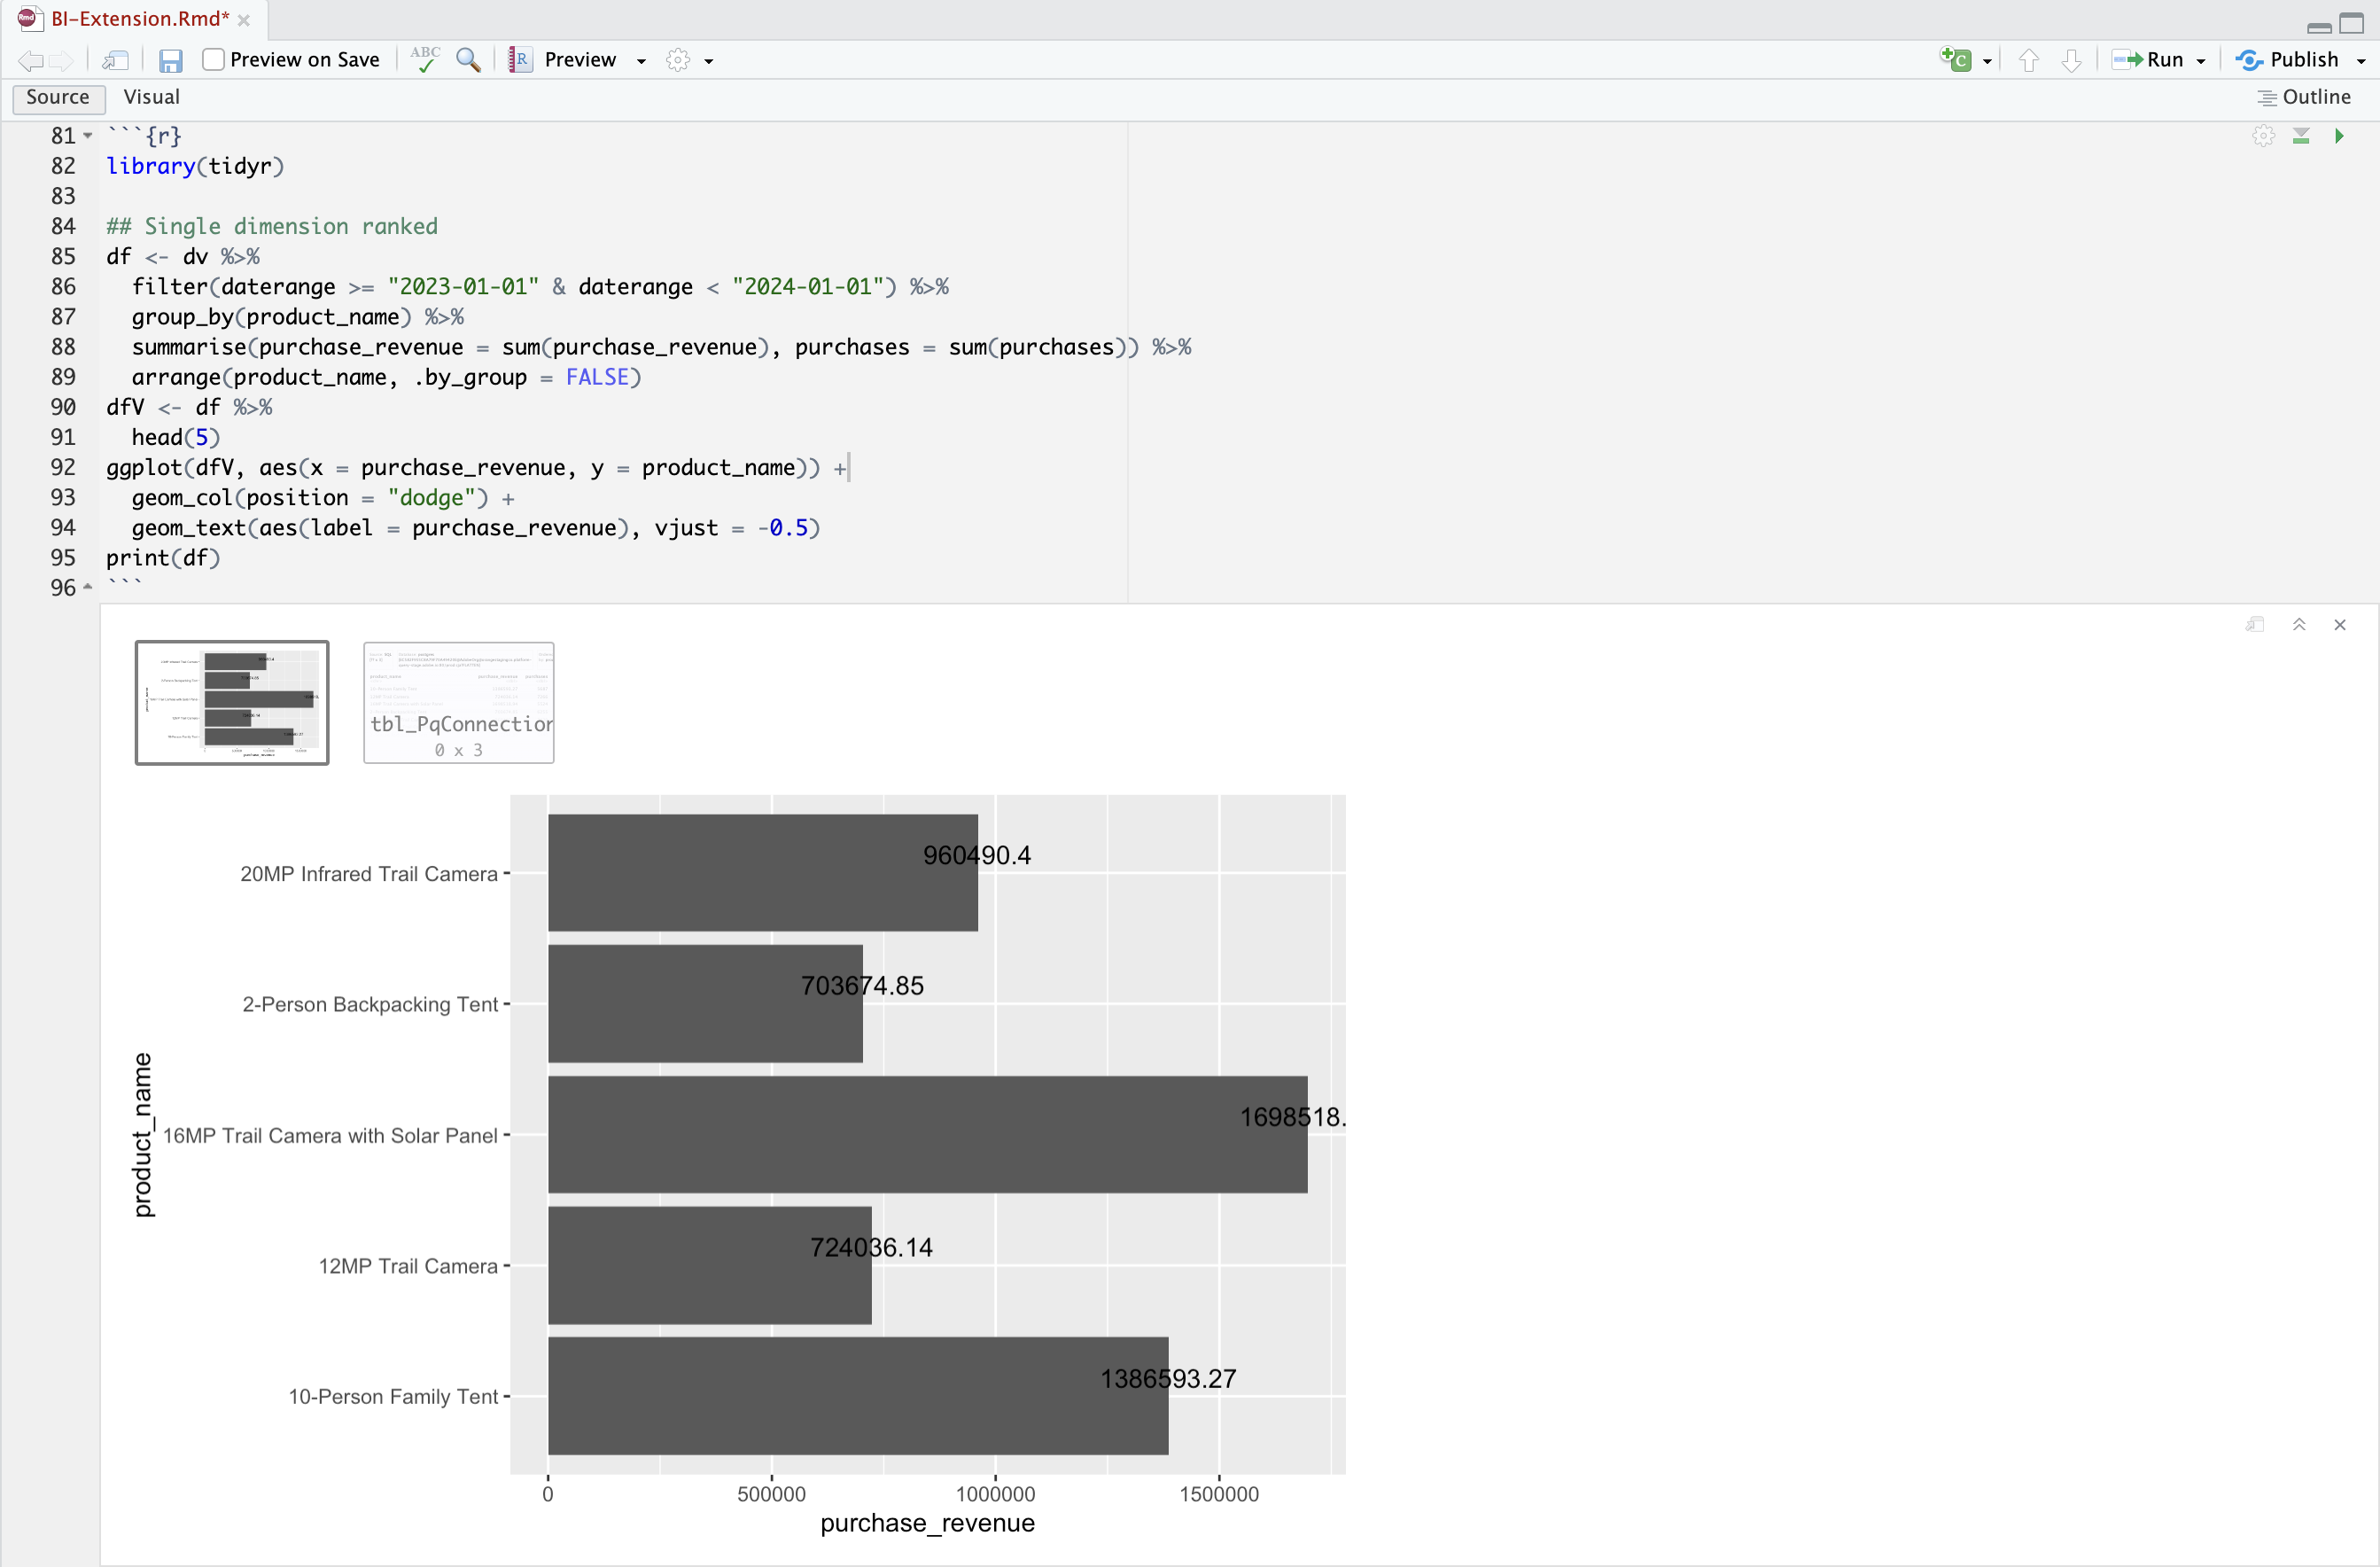 BI-Extension.Rmd*
Preview on Save ABC Preview Run Publish
Source Visual Outline
81 ```{r}
82 library(tidyr)
83
84 ## Single dimension ranked
85 df <- dv %>%
86   filter(daterange >= "2023-01-01" & daterange < "2024-01-01") %>%
87   group_by(product_name) %>%
88   summarise(purchase_revenue = sum(purchase_revenue), purchases = sum(purchases)) %>%
89   arrange(product_name, .by_group = FALSE)
90 dfV <- df %>%
91   head(5)
92 ggplot(dfV, aes(x = purchase_revenue, y = product_name)) +
93   geom_col(position = "dodge") +
94   geom_text(aes(label = purchase_revenue), vjust = -0.5)
95 print(df)
96 ```
tbl_PqConnection
0 x 3
960490.4
20MP Infrared Trail Camera
703674.85
2-Person Backpacking Tent
1698518.
16MP Trail Camera with Solar Panel
724036.14
12MP Trail Camera
1386593.27
10-Person Family Tent
product_name
0 500000 1000000 1500000
purchase_revenue